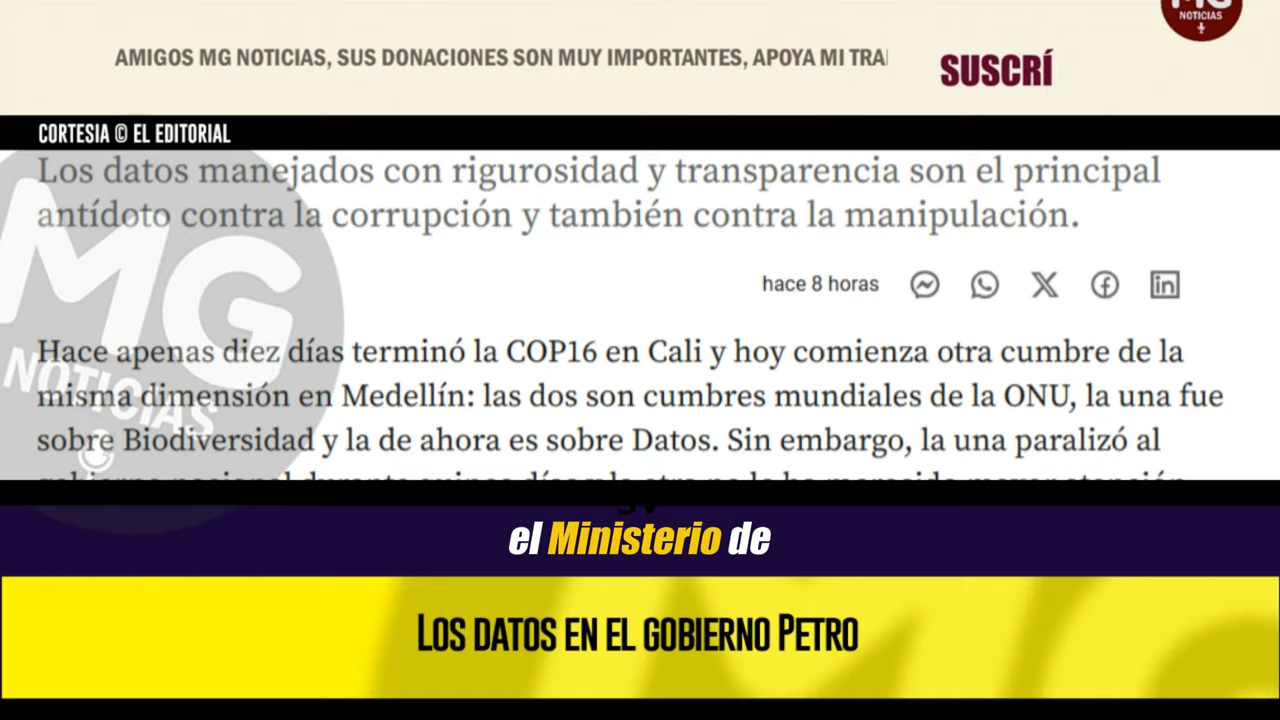 MG
NOTICIAS
AMIGOS MG NOTICIAS, SUS DONACIONES SON MUY IMPORTANTES, APOYA MI TRA
SUSCRÍ
CORTESIA © EL EDITORIAL
Los datos manejados con rigurosidad y transparencia son el principal
antídoto contra la corrupción y también contra la manipulación.
hace 8 horas
MG
NOTICIAS
Hace apenas diez días terminó la COP16 en Cali y hoy comienza otra cumbre de la
misma dimensión en Medellín: las dos son cumbres mundiales de la ONU, la una fue
sobre Biodiversidad y la de ahora es sobre Datos. Sin embargo, la una paralizó al
el Ministerio de
Los datos en el gobierno Petro